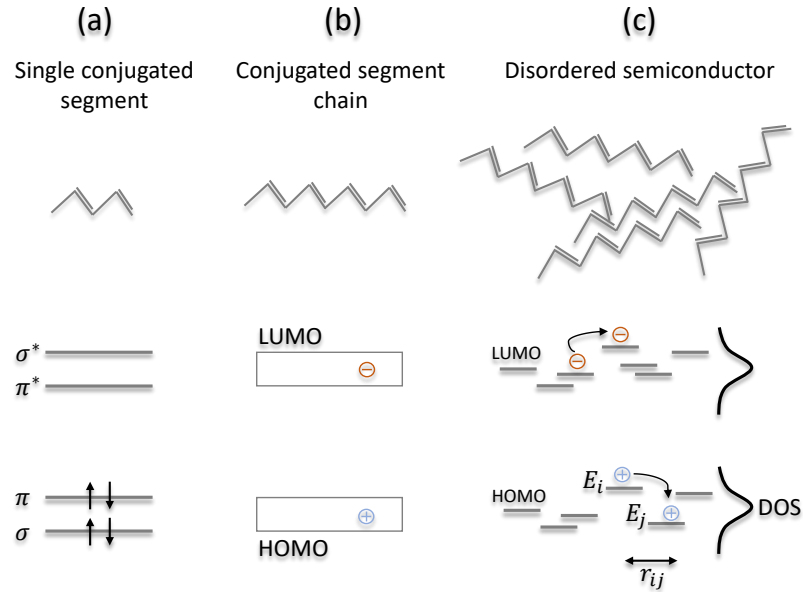 (a)
Single conjugated
segment
(b)
Conjugated segment
chain
(c)
Disordered semiconductor
σ*
π*
π
σ
LUMO
−
+
HOMO
LUMO
−
−
HOMO
E_i
+
E_j
+
r_ij
DOS